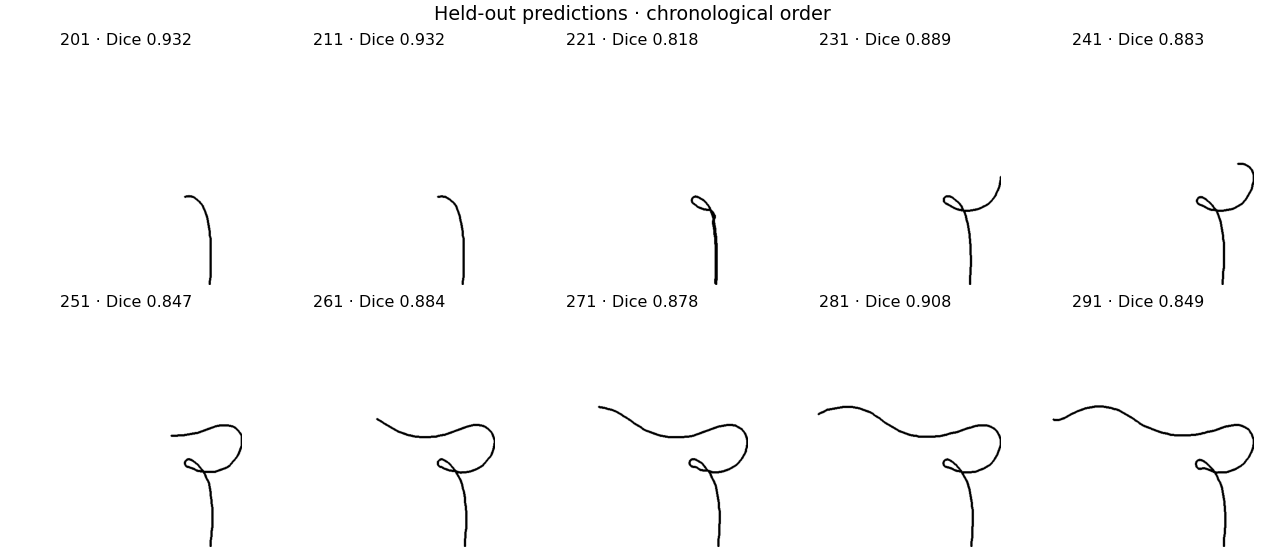 Held-out predictions · chronological order
201 · Dice 0.932
211 · Dice 0.932
221 · Dice 0.818
231 · Dice 0.889
241 · Dice 0.883
251 · Dice 0.847
261 · Dice 0.884
271 · Dice 0.878
281 · Dice 0.908
291 · Dice 0.849